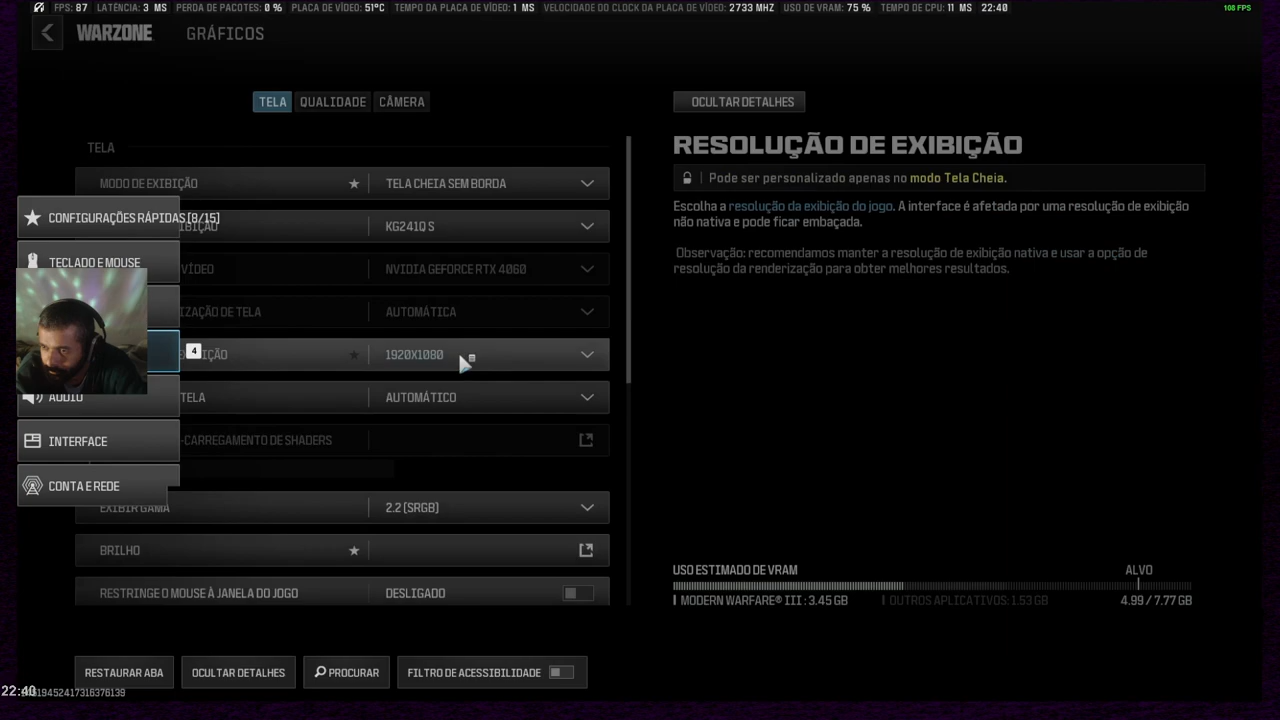 FPS: 87 LATÊNCIA: 3 MS PERDA DE PACOTES: 0 % PLACA DE VÍDEO: 51°C TEMPO DA PLACA DE VÍDEO: 1 MS VELOCIDADE DO CLOCK DA PLACA DE VÍDEO: 2733 MHZ USO DE VRAM: 75 % TEMPO DE CPU: 11 MS 22:40
108 FPS
WARZONE GRÁFICOS
TELA QUALIDADE CÂMERA
OCULTAR DETALHES
TELA
MODO DE EXIBIÇÃO TELA CHEIA SEM BORDA
CONFIGURAÇÕES RÁPIDAS [8/15]
IBIÇÃO KG241Q S
TECLADO E MOUSE
VÍDEO NVIDIA GEFORCE RTX 4060
IZAÇÃO DE TELA AUTOMÁTICA
4
IÇÃO 1920X1080
ÁUDIO
TELA AUTOMÁTICO
INTERFACE
-CARREGAMENTO DE SHADERS
CONTA E REDE
EXIBIR GAMA 2.2 (SRGB)
BRILHO
RESTRINGE O MOUSE À JANELA DO JOGO DESLIGADO
RESOLUÇÃO DE EXIBIÇÃO
Pode ser personalizado apenas no modo Tela Cheia.
Escolha a resolução da exibição do jogo. A interface é afetada por uma resolução de exibição
não nativa e pode ficar embaçada.
Observação: recomendamos manter a resolução de exibição nativa e usar a opção de
resolução da renderização para obter melhores resultados.
USO ESTIMADO DE VRAM ALVO
MODERN WARFARE® III : 3.45 GB OUTROS APLICATIVOS: 1.53 GB 4.99 / 7.77 GB
RESTAURAR ABA OCULTAR DETALHES PROCURAR FILTRO DE ACESSIBILIDADE
22:40